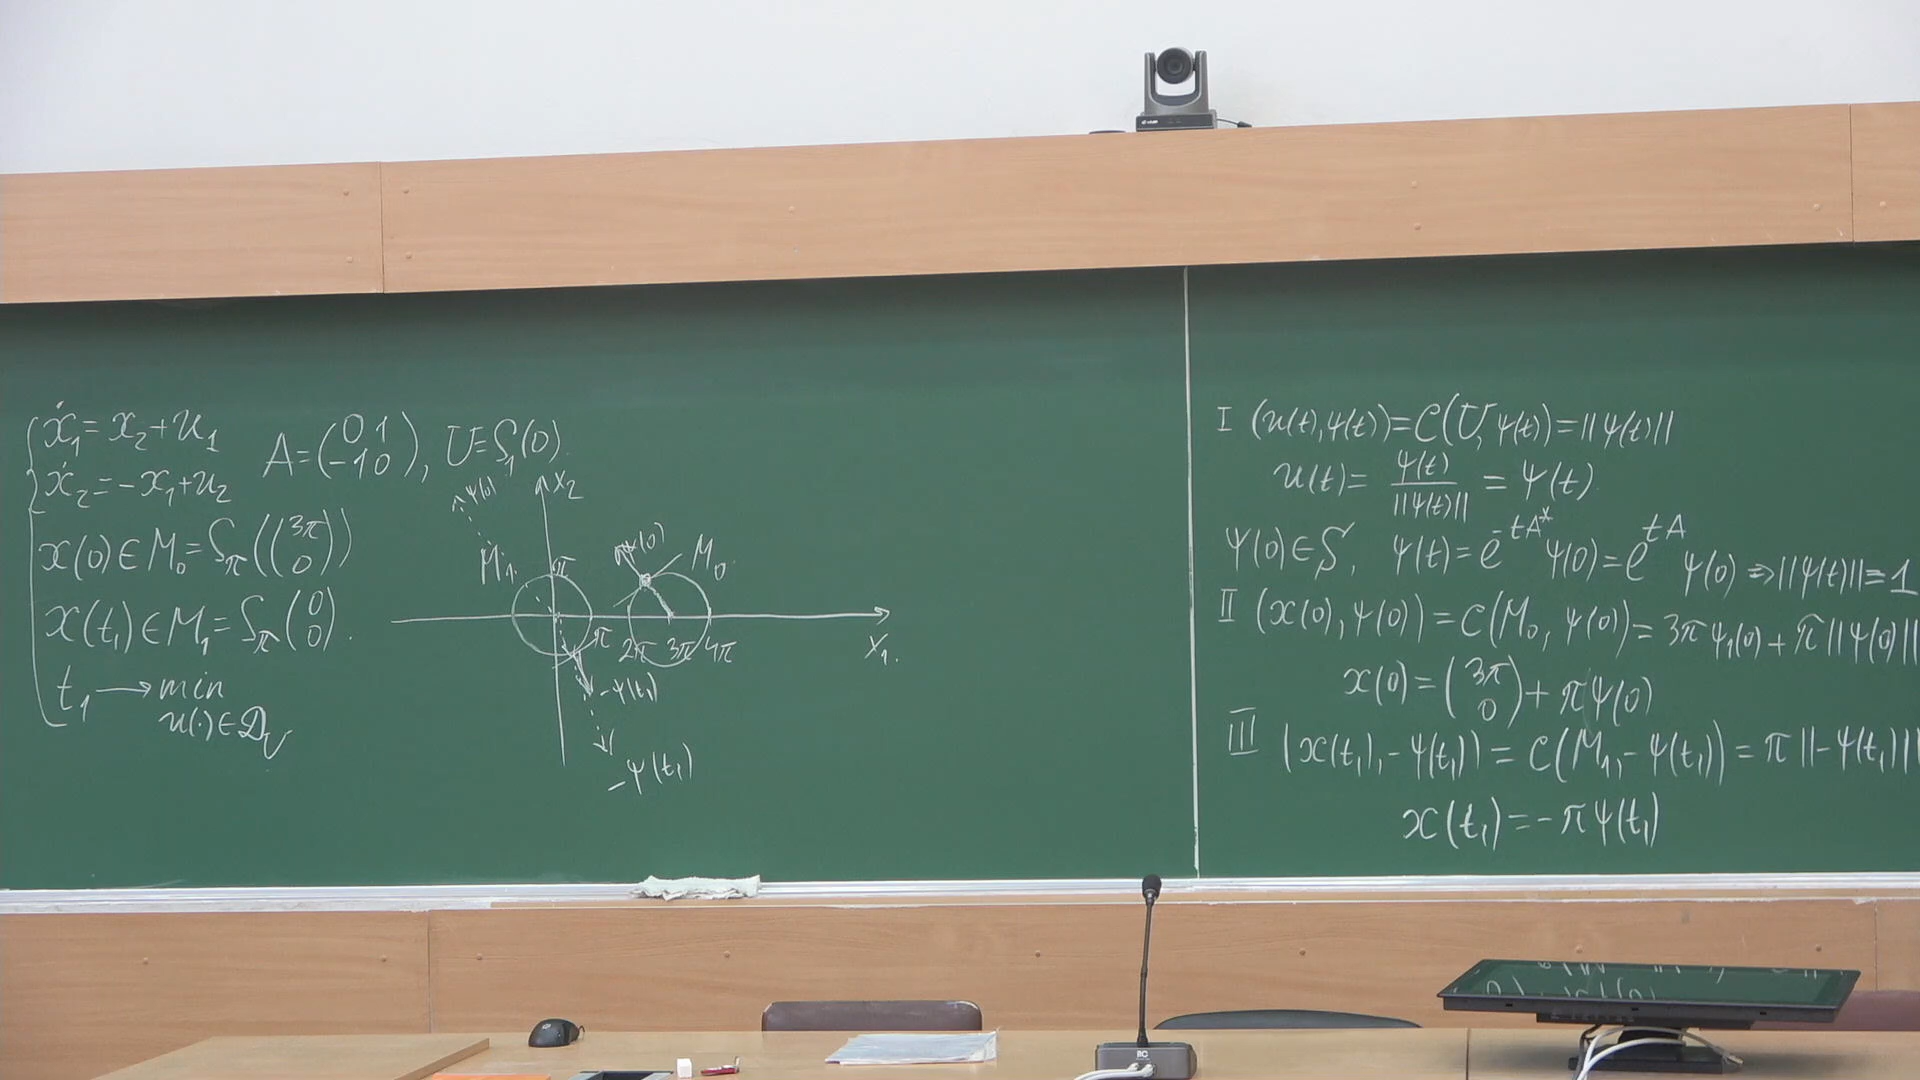 ẋ₁ = x₂ + u₁
ẋ₂ = -x₁ + u₂
A = (0 1
-1 0), U = S₁(0)
x(0) ∈ M₀ = S_π((3π
0))
x(t₁) ∈ M₁ = S_π(0
0).
t₁ → min
u(·) ∈ D_U
ψ(0)
x₂
M₁
π
ψ(0)
M₀
π 2π 3π 4π
x₁.
-ψ(t₁)
-ψ(t₁)
I (u(t), ψ(t)) = C(U, ψ(t)) = ||ψ(t)||
u(t) = ψ(t) / ||ψ(t)|| = ψ(t)
ψ(0) ∈ S, ψ(t) = e^{-tA*} ψ(0) = e^{tA} ψ(0) ⇒ ||ψ(t)|| ≡ 1
II (x(0), ψ(0)) = C(M₀, ψ(0)) = 3πψ₁(0) + π||ψ(0)||
x(0) = (3π
0) + πψ(0)
III (x(t₁), -ψ(t₁)) = C(M₁, -ψ(t₁)) = π||-ψ(t₁)||
x(t₁) = -πψ(t₁)